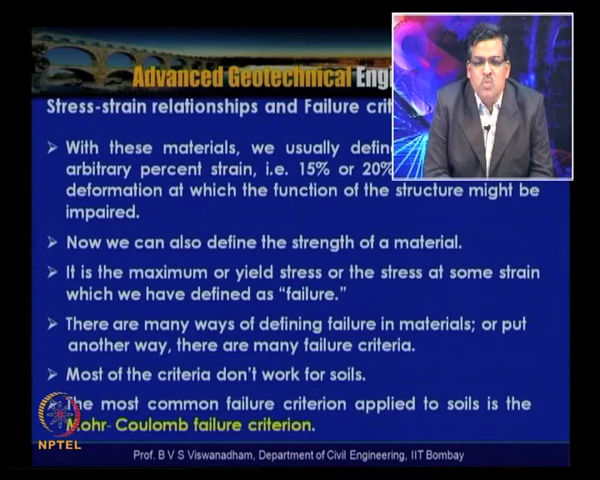 Advanced Geotechnical Eng
Stress-strain relationships and Failure crit
With these materials, we usually defin
arbitrary percent strain, i.e. 15% or 20%
deformation at which the function of the structure might be
impaired.
Now we can also define the strength of a material.
It is the maximum or yield stress or the stress at some strain
which we have defined as “failure.”
There are many ways of defining failure in materials; or put
another way, there are many failure criteria.
Most of the criteria don’t work for soils.
The most common failure criterion applied to soils is the
Mohr- Coulomb failure criterion.
NPTEL
Prof. B V S Viswanadham, Department of Civil Engineering, IIT Bombay